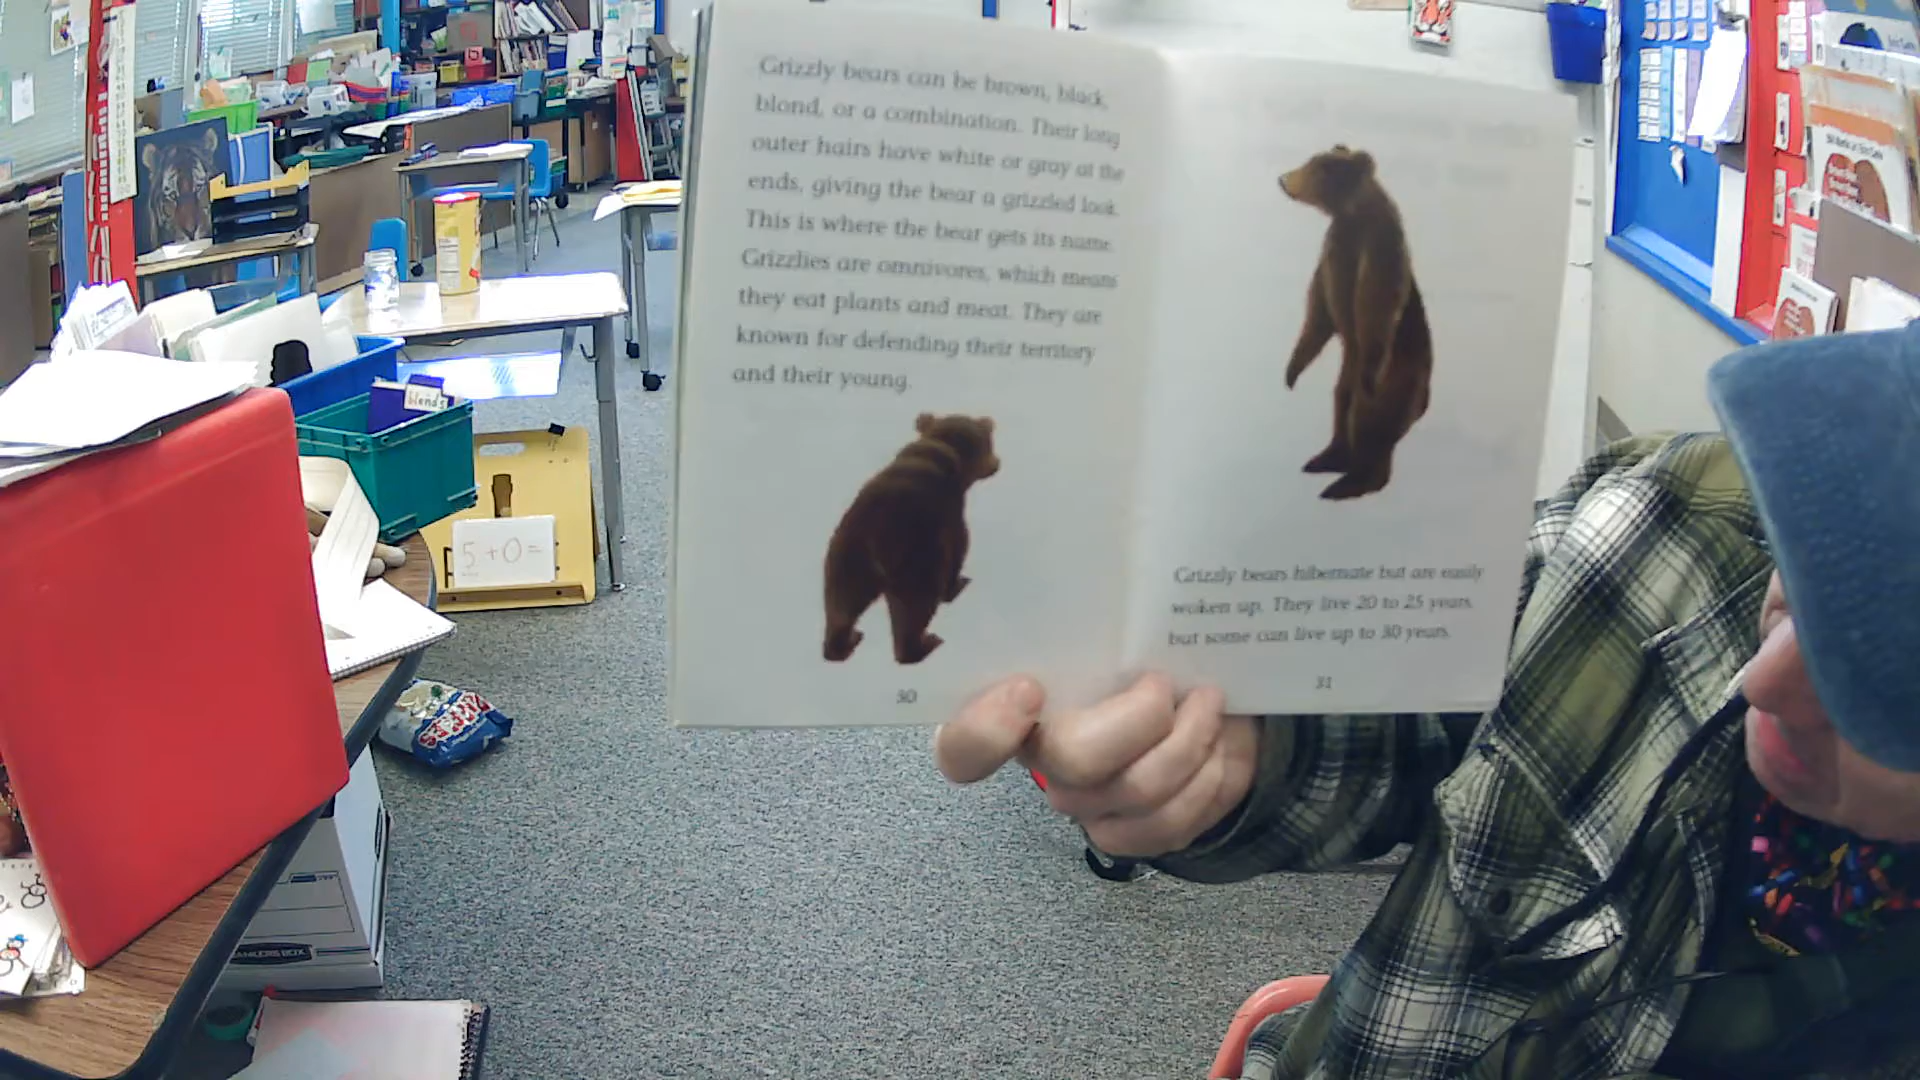 Grizzly bears can be brown, black,
blond, or a combination. Their long
outer hairs have white or gray at the
ends, giving the bear a grizzled look.
This is where the bear gets its name.
Grizzlies are omnivores, which means
they eat plants and meat. They are
known for defending their territory
and their young.
30
Grizzly bears hibernate but are easily
woken up. They live 20 to 25 years,
but some can live up to 30 years.
31
blends
5+0=